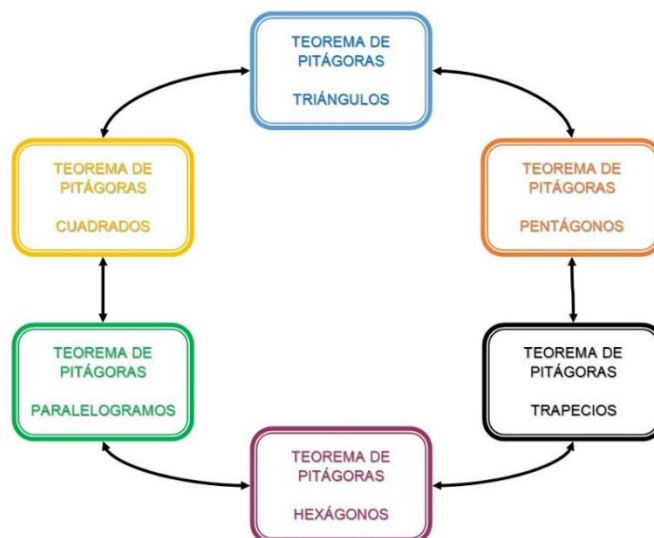 TEOREMA DE
PITÁGORAS
TRIÁNGULOS
TEOREMA DE
PITÁGORAS
CUADRADOS
TEOREMA DE
PITÁGORAS
PENTÁGONOS
TEOREMA DE
PITÁGORAS
PARALELOGRAMOS
TEOREMA DE
PITÁGORAS
TRAPECIOS
TEOREMA DE
PITÁGORAS
HEXÁGONOS